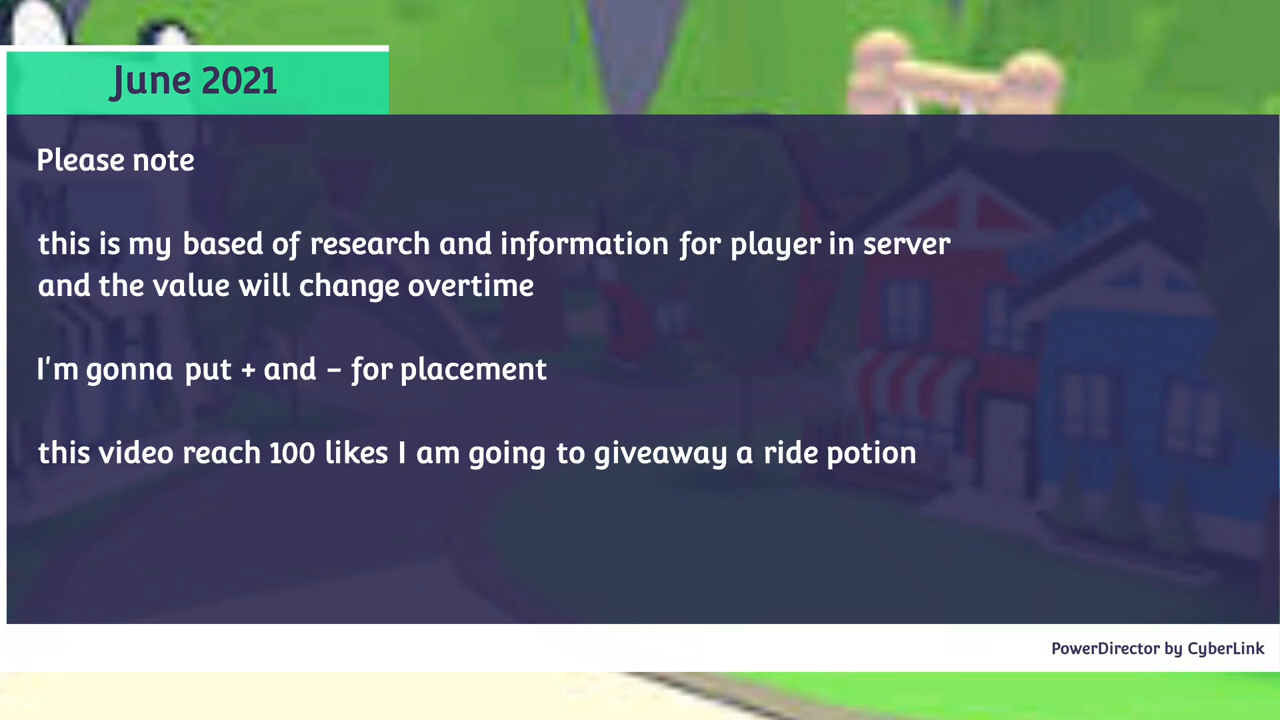 June 2021
Please note
this is my based of research and information for player in server
and the value will change overtime
I'm gonna put + and - for placement
this video reach 100 likes I am going to giveaway a ride potion
PowerDirector by CyberLink